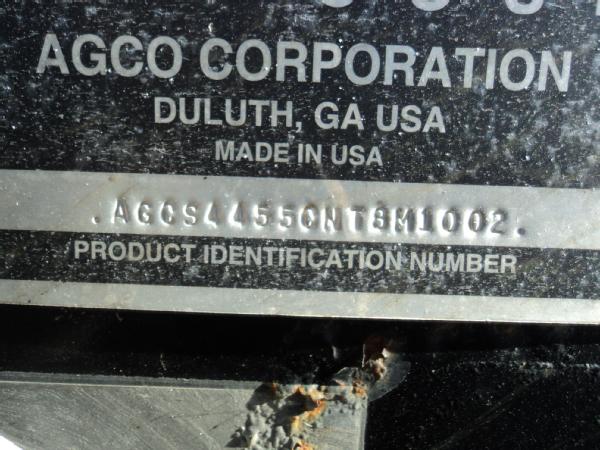 AGCO CORPORATION
DULUTH, GA USA
MADE IN USA
.AGCS4455CNTBM1002.
PRODUCT IDENTIFICATION NUMBER